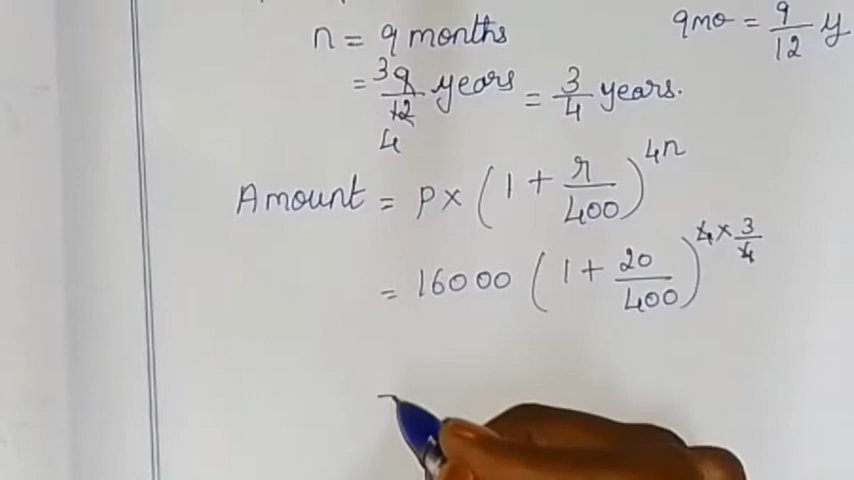 n = 9 months
9mo = 9/12 y
= 9/12 years = 3/4 years.
3
4
Amount = P × (1 + r/400)^4n
= 16000 (1 + 20/400)^4 × 3/4